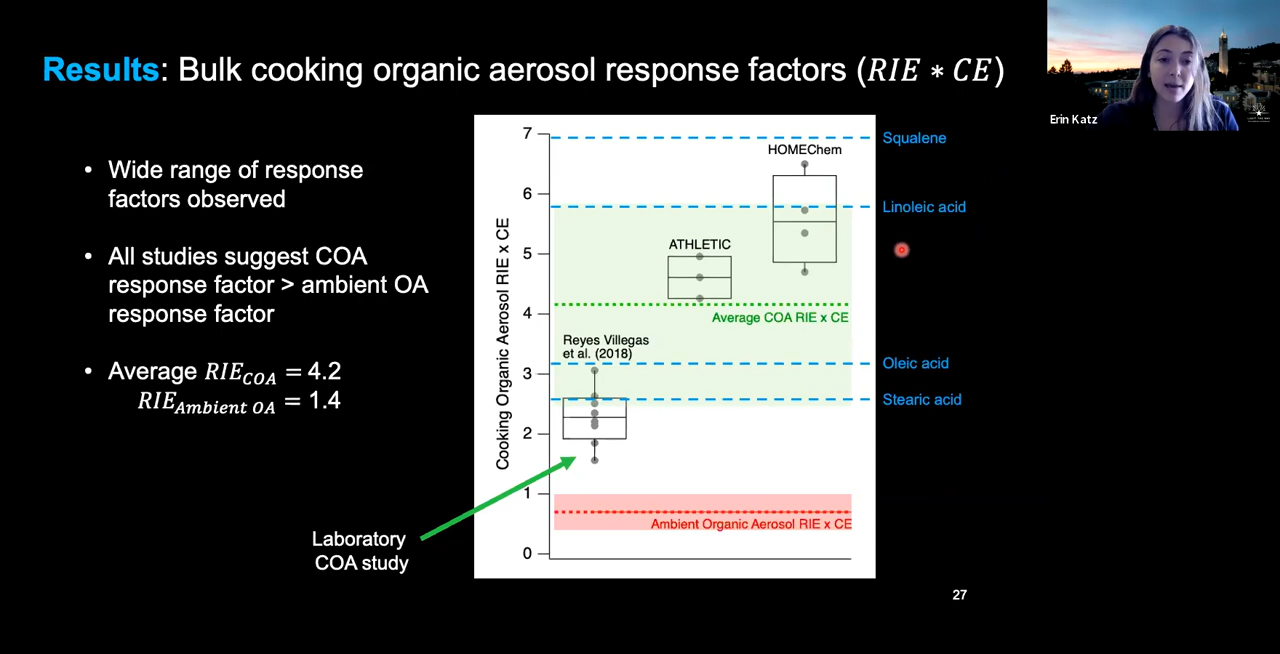 Results: Bulk cooking organic aerosol response factors (RIE ∗ CE)
Erin Katz
• Wide range of response
factors observed
• All studies suggest COA
response factor > ambient OA
response factor
• Average RIE_COA = 4.2
RIE_Ambient OA = 1.4
Laboratory
COA study
Cooking Organic Aerosol RIE x CE
7
6
5
4
3
2
1
0
HOMEChem
ATHLETIC
Average COA RIE x CE
Reyes Villegas
et al. (2018)
Ambient Organic Aerosol RIE x CE
Squalene
Linoleic acid
Oleic acid
Stearic acid
27